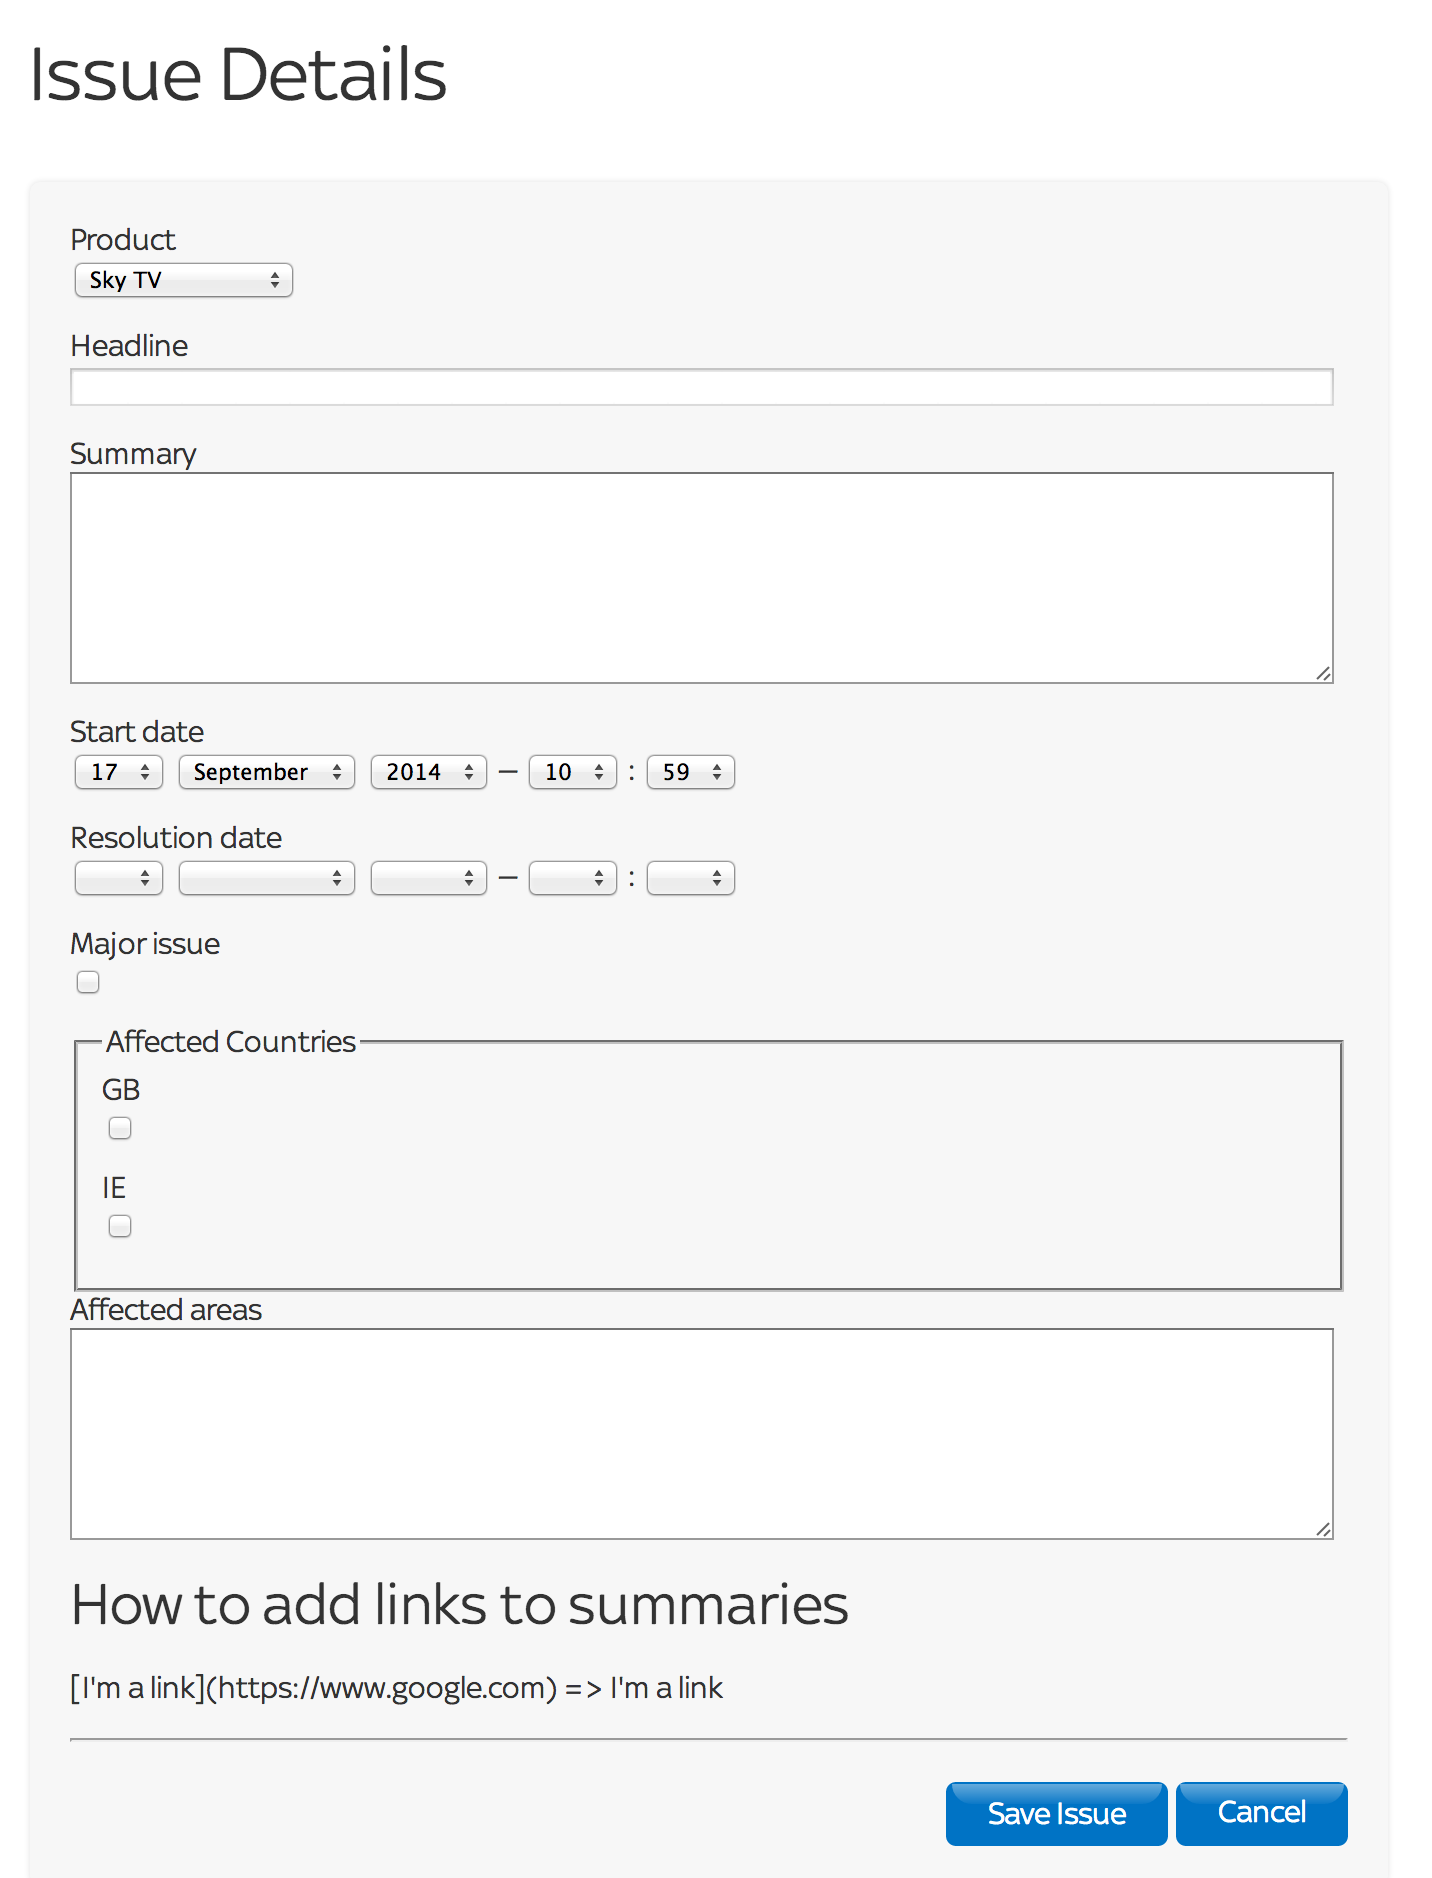 Issue Details
Product
Sky TV
Headline
Summary
Start date
17 September 2014 – 10 : 59
Resolution date
– :
Major issue
Affected Countries
GB
IE
Affected areas
How to add links to summaries
[I'm a link](https://www.google.com) => I'm a link
Save Issue Cancel